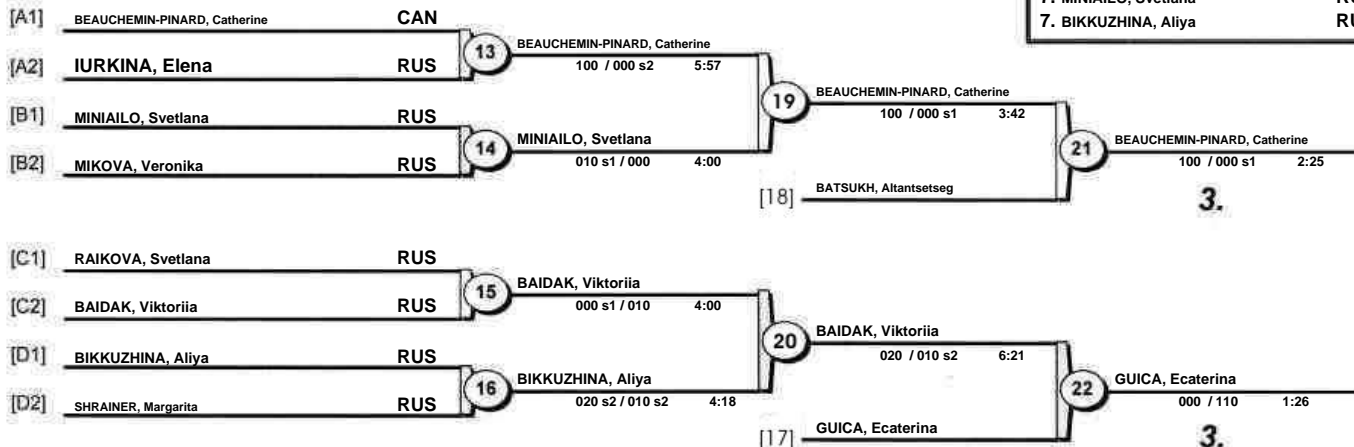 7. MINIAILO, Svetlana
7. BIKKUZHINA, Aliya
[A1] BEAUCHEMIN-PINARD, Catherine CAN
13 BEAUCHEMIN-PINARD, Catherine
100 / 000 s2 5:57
[A2] IURKINA, Elena RUS
19 BEAUCHEMIN-PINARD, Catherine
100 / 000 s1 3:42
[B1] MINIAILO, Svetlana RUS
14 MINIAILO, Svetlana
010 s1 / 000 4:00
21 BEAUCHEMIN-PINARD, Catherine
100 / 000 s1 2:25
[B2] MIKOVA, Veronika RUS
[18] BATSUKH, Altantsetseg
3.
[C1] RAIKOVA, Svetlana RUS
15 BAIDAK, Viktoriia
000 s1 / 010 4:00
[C2] BAIDAK, Viktoriia RUS
20 BAIDAK, Viktoriia
020 / 010 s2 6:21
[D1] BIKKUZHINA, Aliya RUS
16 BIKKUZHINA, Aliya
020 s2 / 010 s2 4:18
22 GUICA, Ecaterina
000 / 110 1:26
[D2] SHRAINER, Margarita RUS
[17] GUICA, Ecaterina
3.